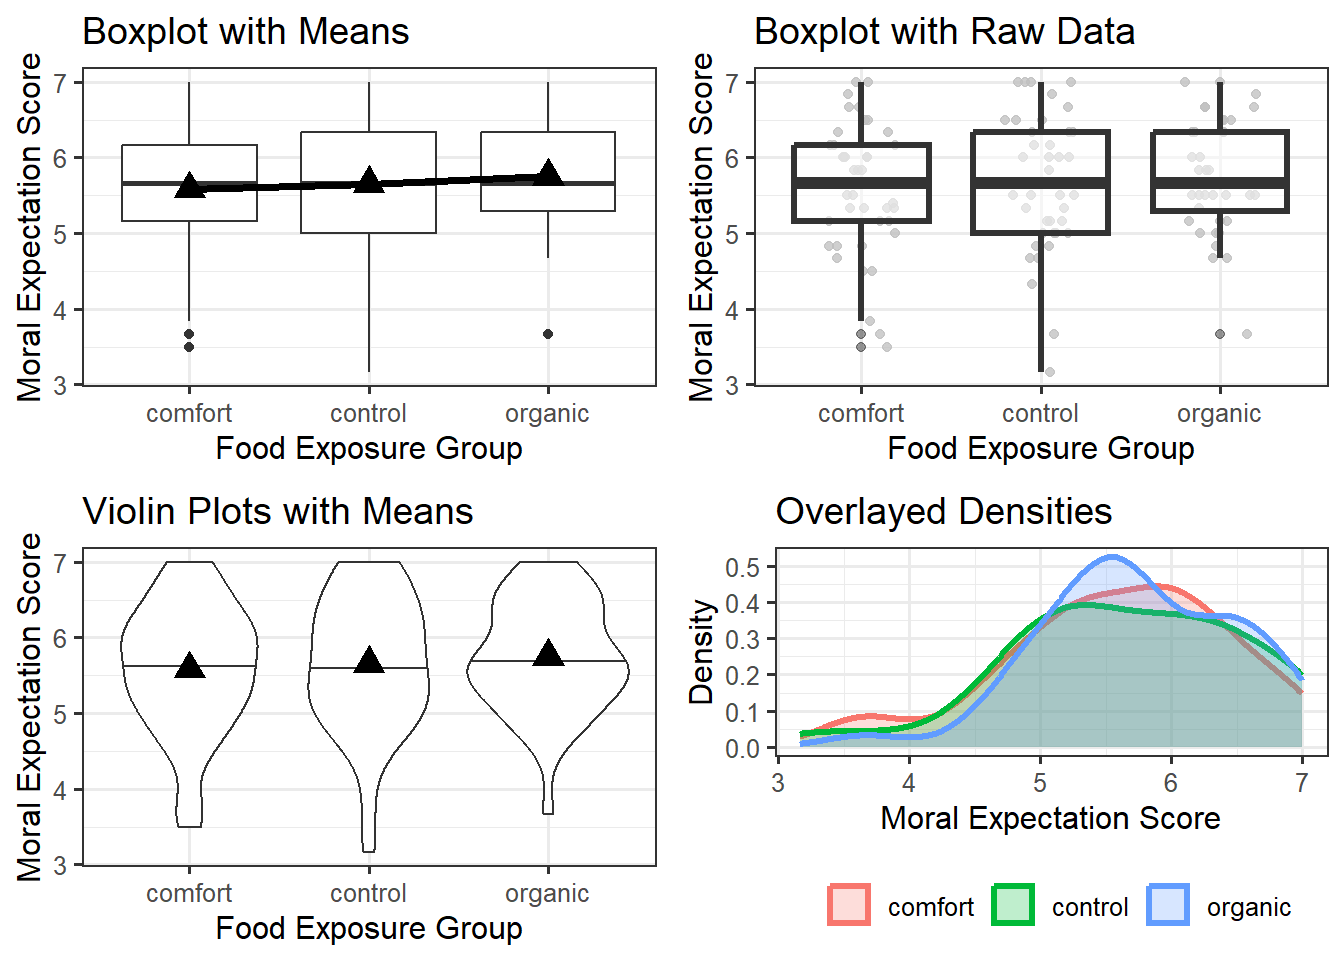 Boxplot with Means
Moral Expectation Score
7
6
5
4
3
comfort control organic
Food Exposure Group
Boxplot with Raw Data
Moral Expectation Score
7
6
5
4
3
comfort control organic
Food Exposure Group
Violin Plots with Means
Moral Expectation Score
7
6
5
4
3
comfort control organic
Food Exposure Group
Overlayed Densities
Density
0.5
0.4
0.3
0.2
0.1
0.0
3 4 5 6 7
Moral Expectation Score
comfort control organic